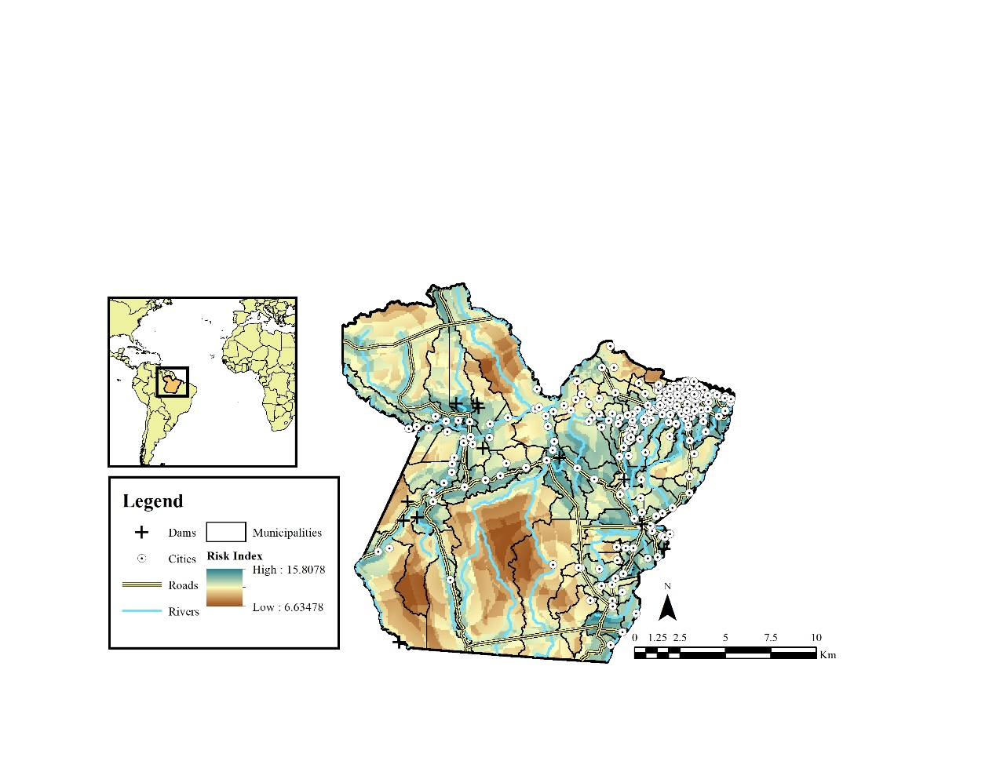 Legend
Dams
Municipalities
Cities
Risk Index
High : 15.8078
Roads
Low : 6.63478
Rivers
N
0 1.25 2.5 5 7.5 10
Km